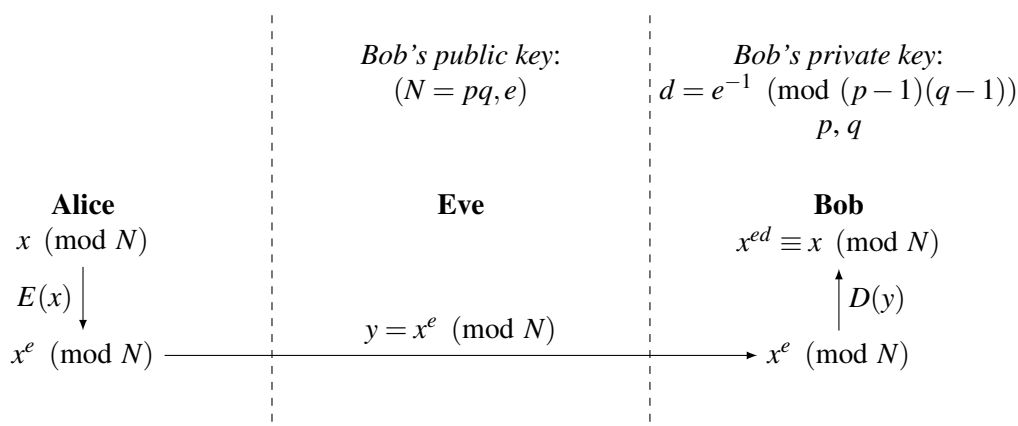 Bob's public key:
(N = pq, e)
Bob's private key:
d = e^{-1} (mod (p − 1)(q − 1))
p, q
Alice
Eve
Bob
x (mod N)
x^{ed} ≡ x (mod N)
E(x)
D(y)
y = x^e (mod N)
x^e (mod N)
x^e (mod N)